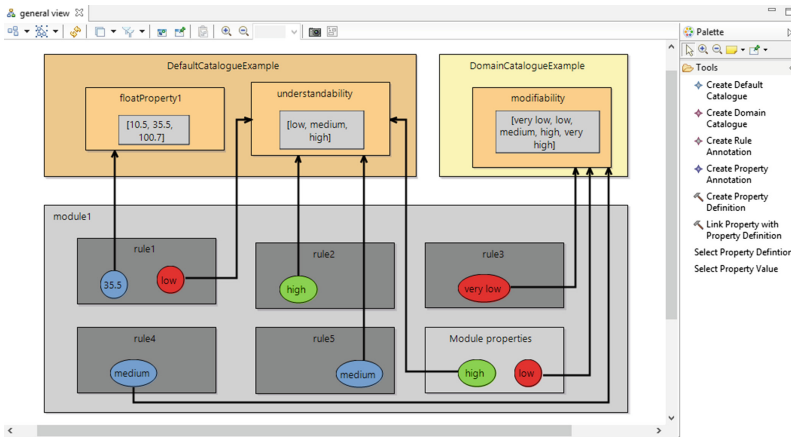 general view
DefaultCatalogueExample
floatProperty1
[10.5, 35.5,
100.7]
understandability
[low, medium,
high]
DomainCatalogueExample
modifiability
[very low, low,
medium, high, very
high]
module1
rule1
35.5
low
rule2
high
rule3
very low
rule4
medium
rule5
medium
Module properties
high
low
Palette
Tools
Create Default
Catalogue
Create Domain
Catalogue
Create Rule
Annotation
Create Property
Annotation
Create Property
Definition
Link Property with
Property Definition
Select Property Defintion
Select Property Value